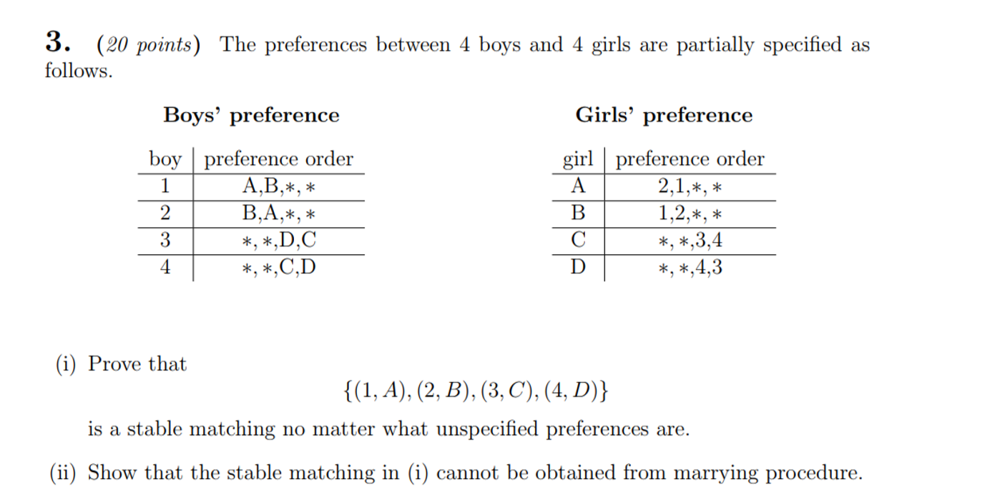 3. (20 points) The preferences between 4 boys and 4 girls are partially specified as
follows.
Boys' preference
boy preference order
1 A,B,∗, ∗
2 B,A,∗, ∗
3 ∗, ∗,D,C
4 ∗, ∗,C,D
Girls' preference
girl preference order
A 2,1,∗, ∗
B 1,2,∗, ∗
C ∗, ∗,3,4
D ∗, ∗,4,3
(i) Prove that
{(1, A), (2, B), (3, C), (4, D)}
is a stable matching no matter what unspecified preferences are.
(ii) Show that the stable matching in (i) cannot be obtained from marrying procedure.